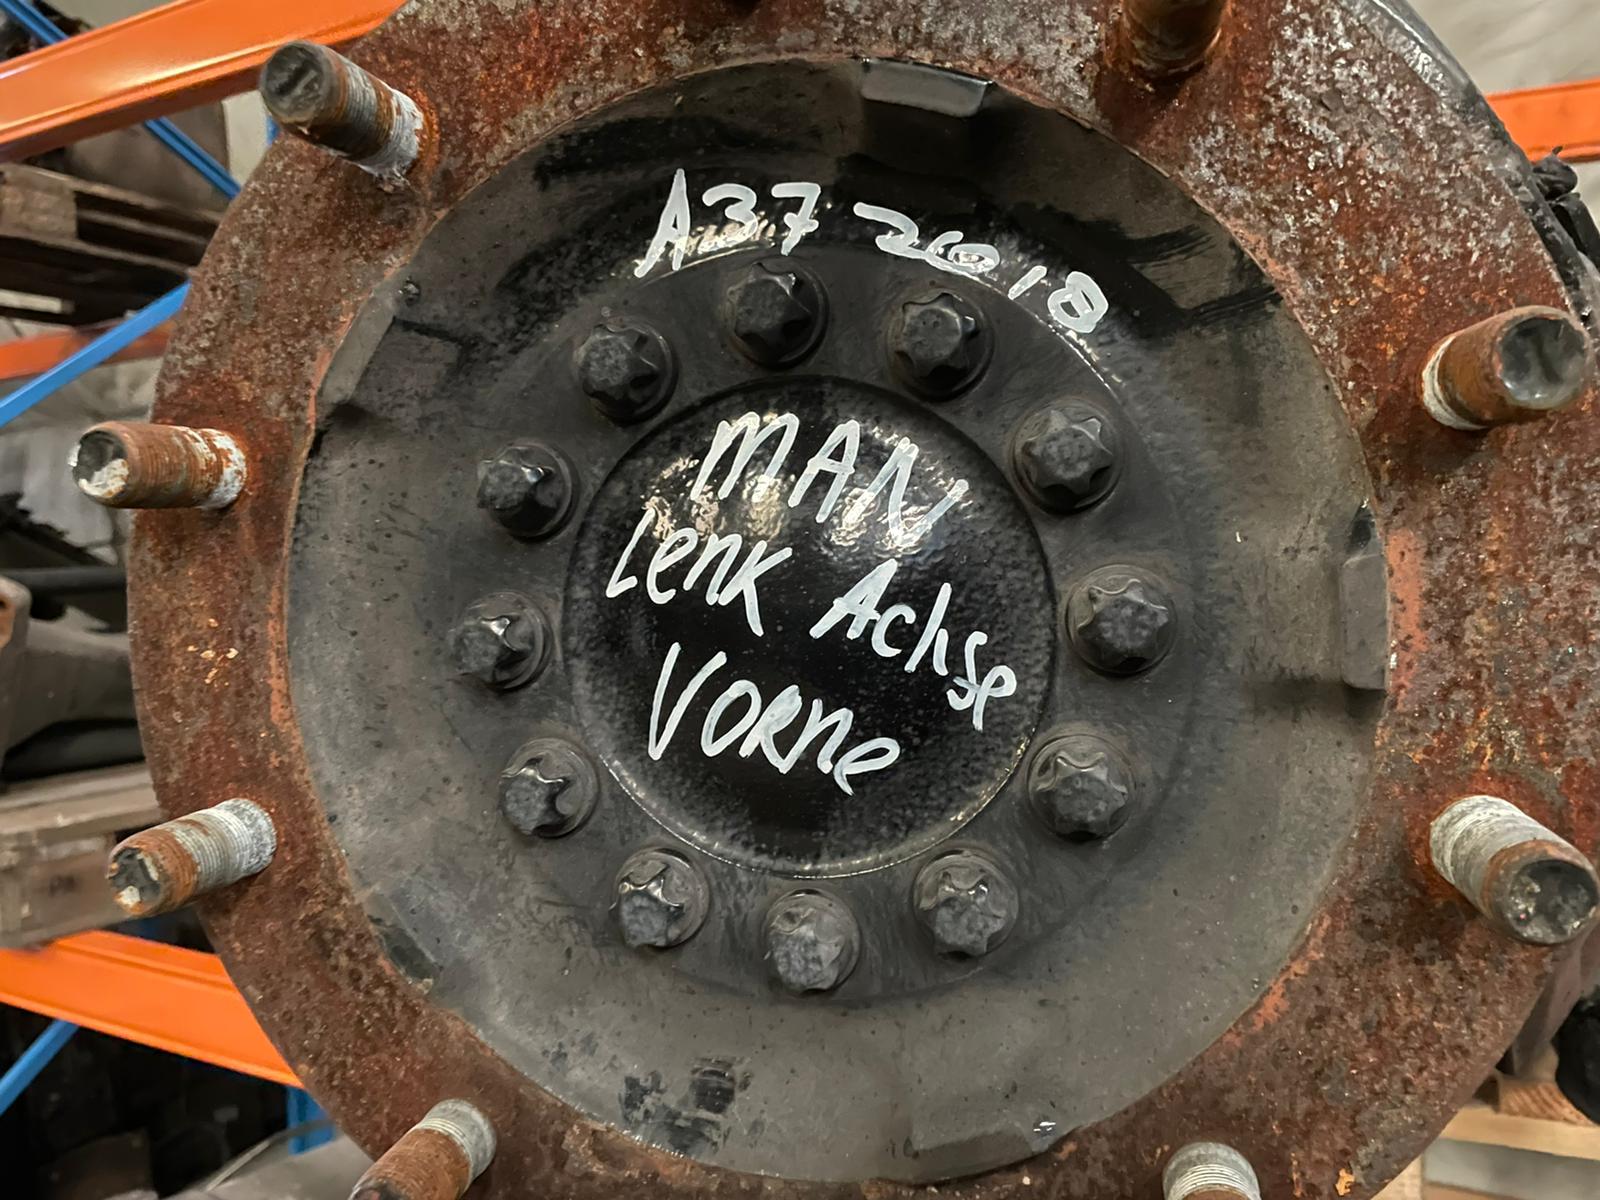 A37 2018
MAN
Lenk Achse
Vorne